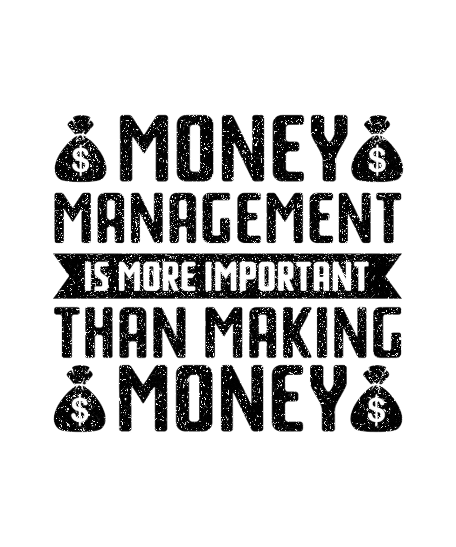 $ MONEY $
MANAGEMENT
IS MORE IMPORTANT
THAN MAKING
$ MONEY $